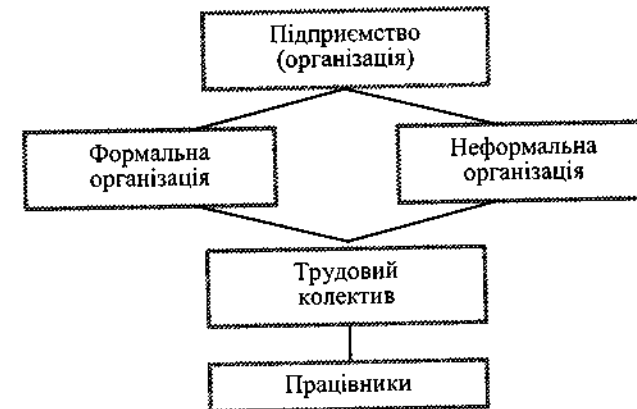 Підприємство
(організація)
Формальна
організація
Неформальна
організація
Трудовий
колектив
Працівники